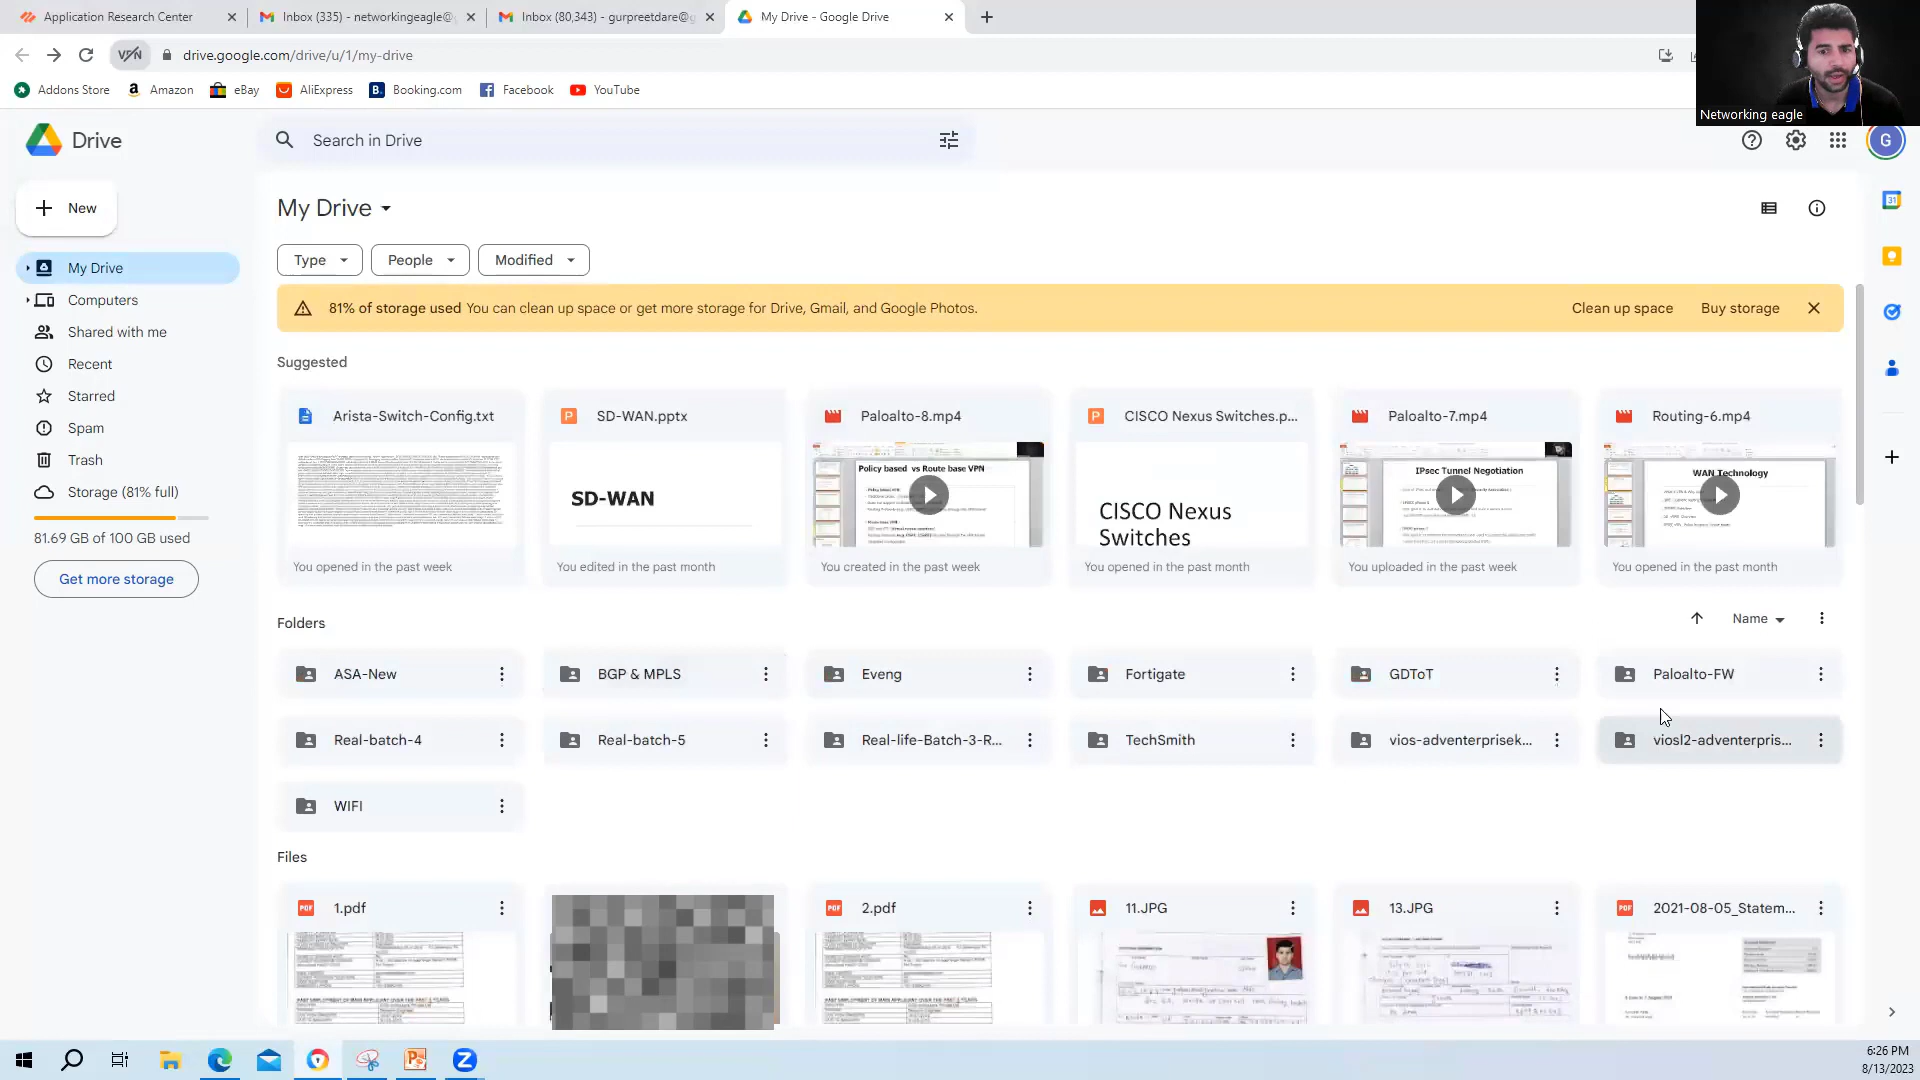 Application Research Center
Inbox (335) - networkingeagle@
Inbox (80,343) - gurpreetdare@g
My Drive - Google Drive
VPN
drive.google.com/drive/u/1/my-drive
Addons Store
Amazon
eBay
AliExpress
Booking.com
Facebook
YouTube
Networking eagle
Drive
Search in Drive
G
New
My Drive
Computers
Shared with me
Recent
Starred
Spam
Trash
Storage (81% full)
81.69 GB of 100 GB used
Get more storage
My Drive
Type
People
Modified
81% of storage used You can clean up space or get more storage for Drive, Gmail, and Google Photos.
Clean up space
Buy storage
Suggested
Arista-Switch-Config.txt
SD-WAN.pptx
Paloalto-8.mp4
CISCO Nexus Switches.p...
Paloalto-7.mp4
Routing-6.mp4
SD-WAN
Policy based vs Route base VPN
CISCO Nexus
Switches
IPsec Tunnel Negotiation
WAN Technology
You opened in the past week
You edited in the past month
You created in the past week
You opened in the past month
You uploaded in the past week
You opened in the past month
Folders
Name
ASA-New
BGP & MPLS
Eveng
Fortigate
GDToT
Paloalto-FW
Real-batch-4
Real-batch-5
Real-life-Batch-3-R...
TechSmith
vios-adventerprisek...
viosl2-adventerpris...
WIFI
Files
1.pdf
2.pdf
11.JPG
13.JPG
2021-08-05_Statem...
31
6:26 PM
8/13/2023